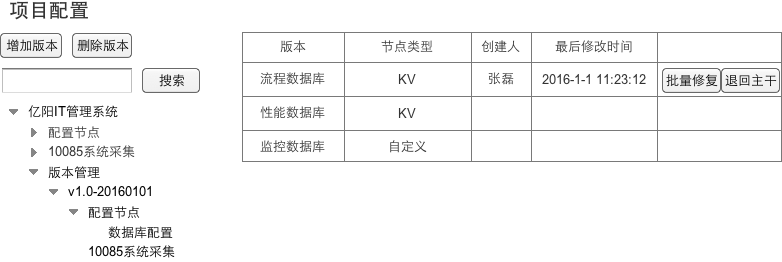 项目配置
增加版本 删除版本
搜索
亿阳IT管理系统
配置节点
10085系统采集
版本管理
v1.0-20160101
配置节点
数据库配置
10085系统采集
版本 节点类型 创建人 最后修改时间
流程数据库 KV 张磊 2016-1-1 11:23:12 批量修复 退回主干
性能数据库 KV
监控数据库 自定义